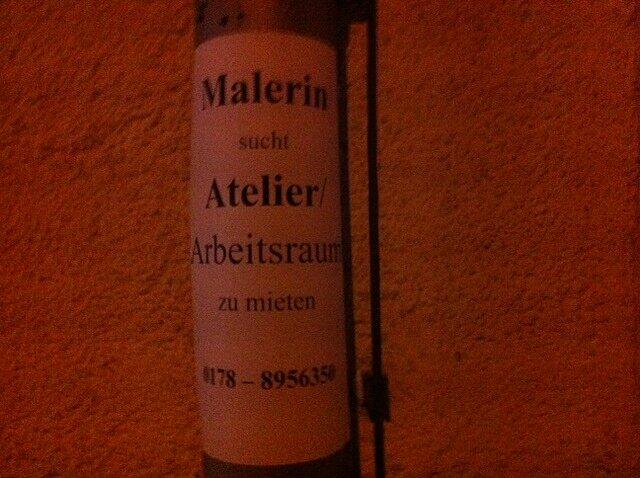 Malerin
sucht
Atelier/
Arbeitsraum
zu mieten
0178 – 8956350